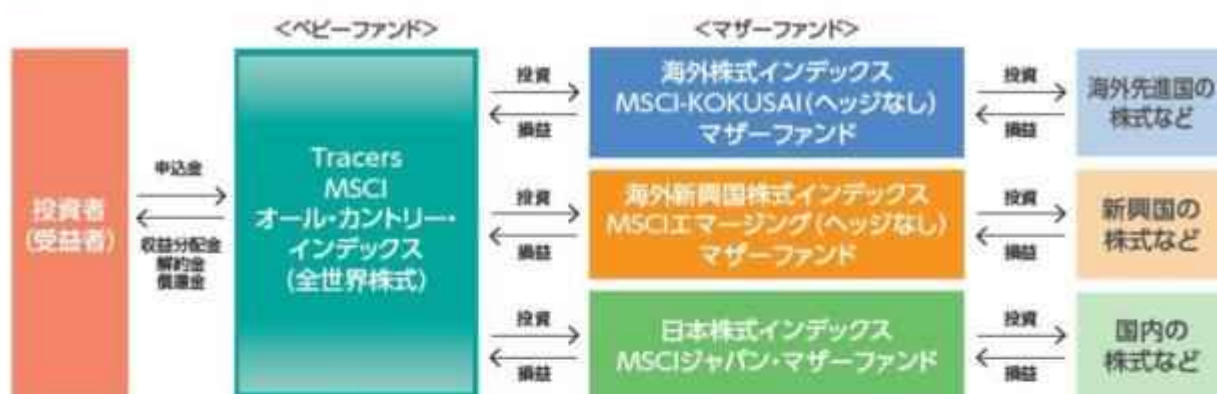 <ベビーファンド>
<マザーファンド>
投資者
(受益者)
申込金
収益分配金
解約金
償還金
Tracers
MSCI
オール・カントリー・
インデックス
(全世界株式)
投資
損益
海外株式インデックス
MSCI-KOKUSAI(ヘッジなし)
マザーファンド
投資
損益
海外先進国の
株式など
投資
損益
海外新興国株式インデックス
MSCIエマージング(ヘッジなし)
マザーファンド
投資
損益
新興国の
株式など
投資
損益
日本株式インデックス
MSCIジャパン・マザーファンド
投資
損益
国内の
株式など